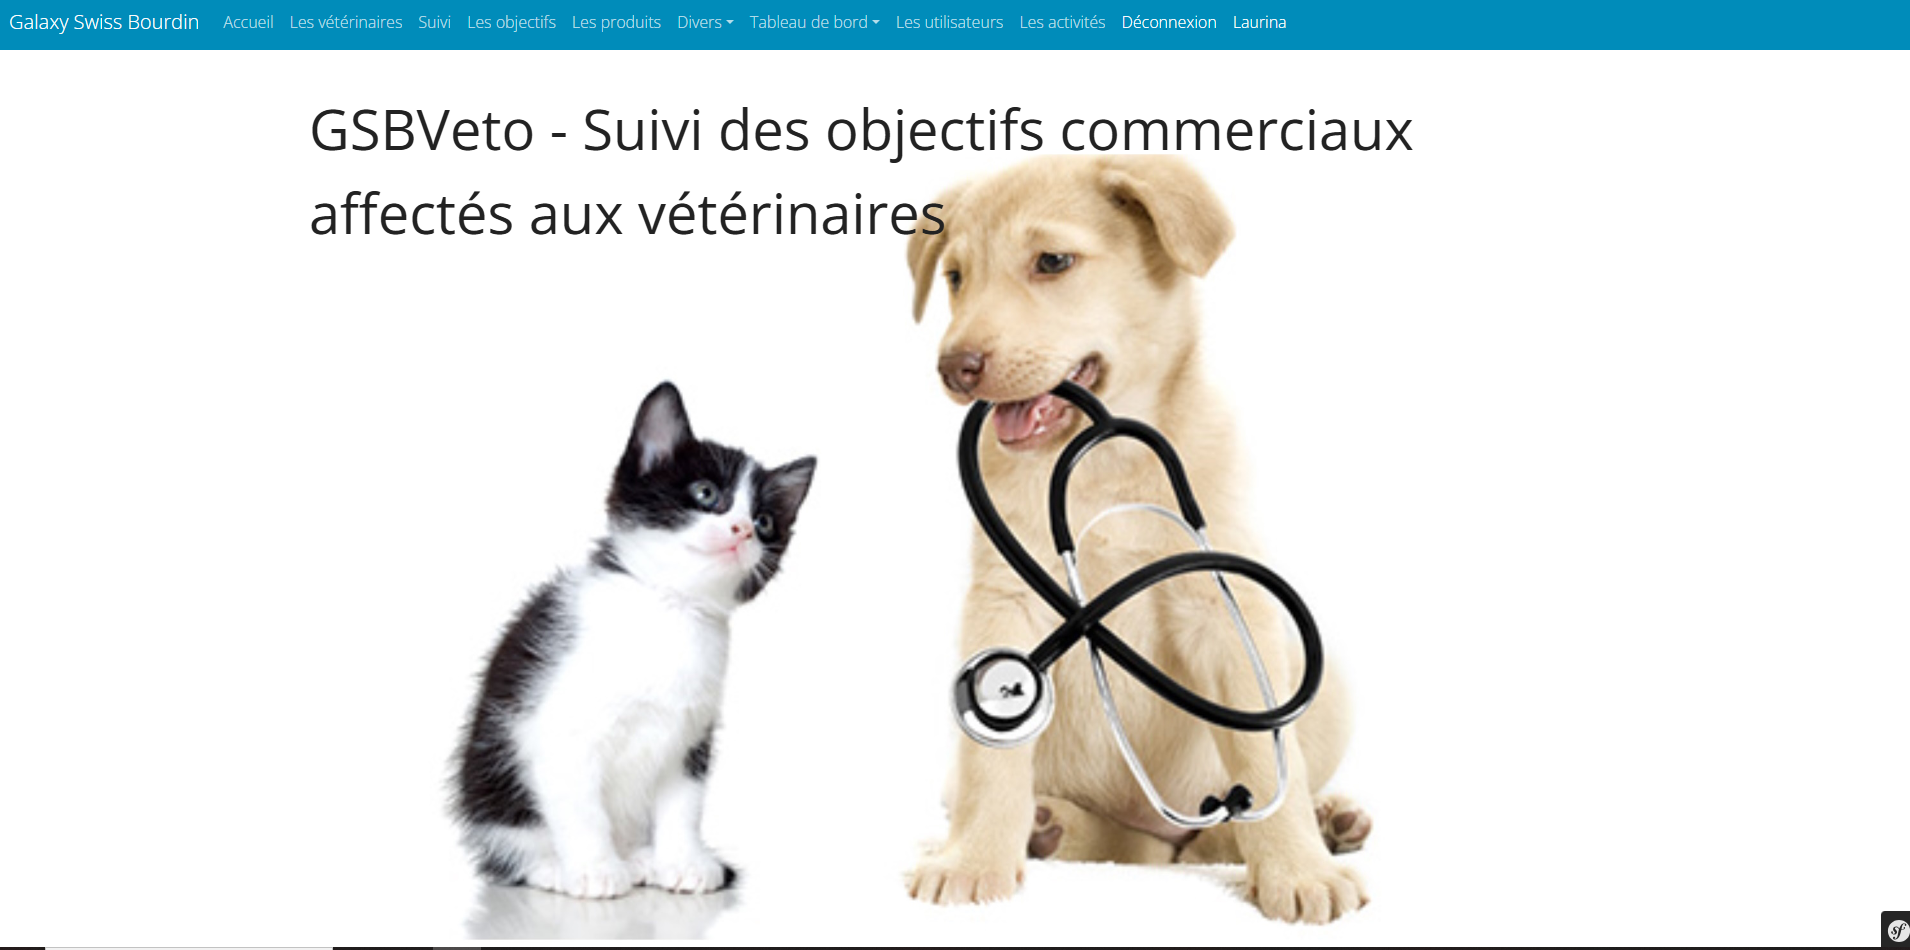 Galaxy Swiss Bourdin Accueil Les vétérinaires Suivi Les objectifs Les produits Divers Tableau de bord Les utilisateurs Les activités Déconnexion Laurina
GSBVeto - Suivi des objectifs commerciaux
affectés aux vétérinaires
sf